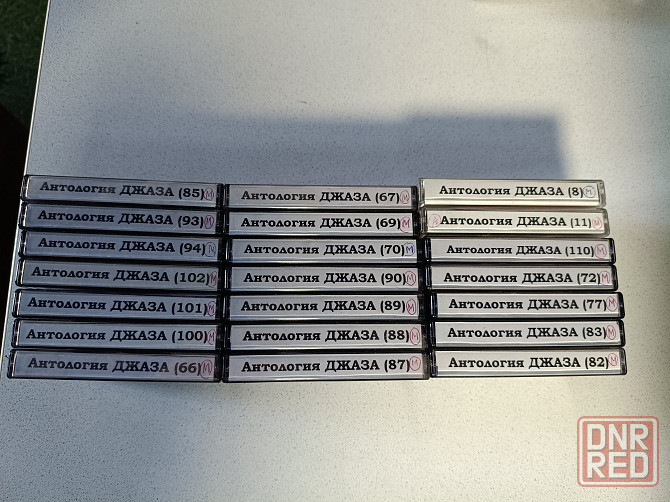 Антология ДЖАЗА (85) М
Антология ДЖАЗА (93) М
Антология ДЖАЗА (94) М
Антология ДЖАЗА (102) М
Антология ДЖАЗА (101) М
Антология ДЖАЗА (100) М
Антология ДЖАЗА (66) М
Антология ДЖАЗА (67) М
Антология ДЖАЗА (69) М
Антология ДЖАЗА (70) М
Антология ДЖАЗА (90) М
Антология ДЖАЗА (89) М
Антология ДЖАЗА (88) М
Антология ДЖАЗА (87) М
Антология ДЖАЗА (8) М
Антология ДЖАЗА (11) М
Антология ДЖАЗА (110) М
Антология ДЖАЗА (72) М
Антология ДЖАЗА (77) М
Антология ДЖАЗА (83) М
Антология ДЖАЗА (82) М
DNR
RED